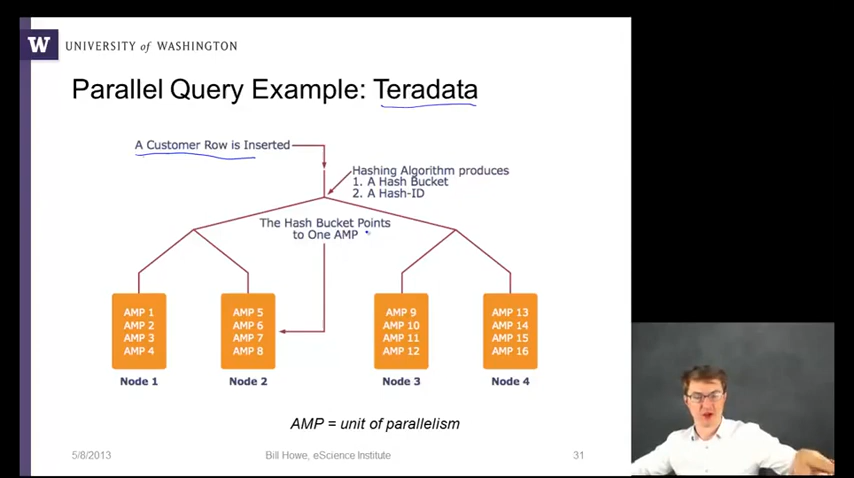 W
UNIVERSITY of WASHINGTON
Parallel Query Example: Teradata
A Customer Row is Inserted
Hashing Algorithm produces
1. A Hash Bucket
2. A Hash-ID
The Hash Bucket Points
to One AMP
AMP 1
AMP 2
AMP 3
AMP 4
Node 1
AMP 5
AMP 6
AMP 7
AMP 8
Node 2
AMP 9
AMP 10
AMP 11
AMP 12
Node 3
AMP 13
AMP 14
AMP 15
AMP 16
Node 4
AMP = unit of parallelism
5/8/2013
Bill Howe, eScience Institute
31